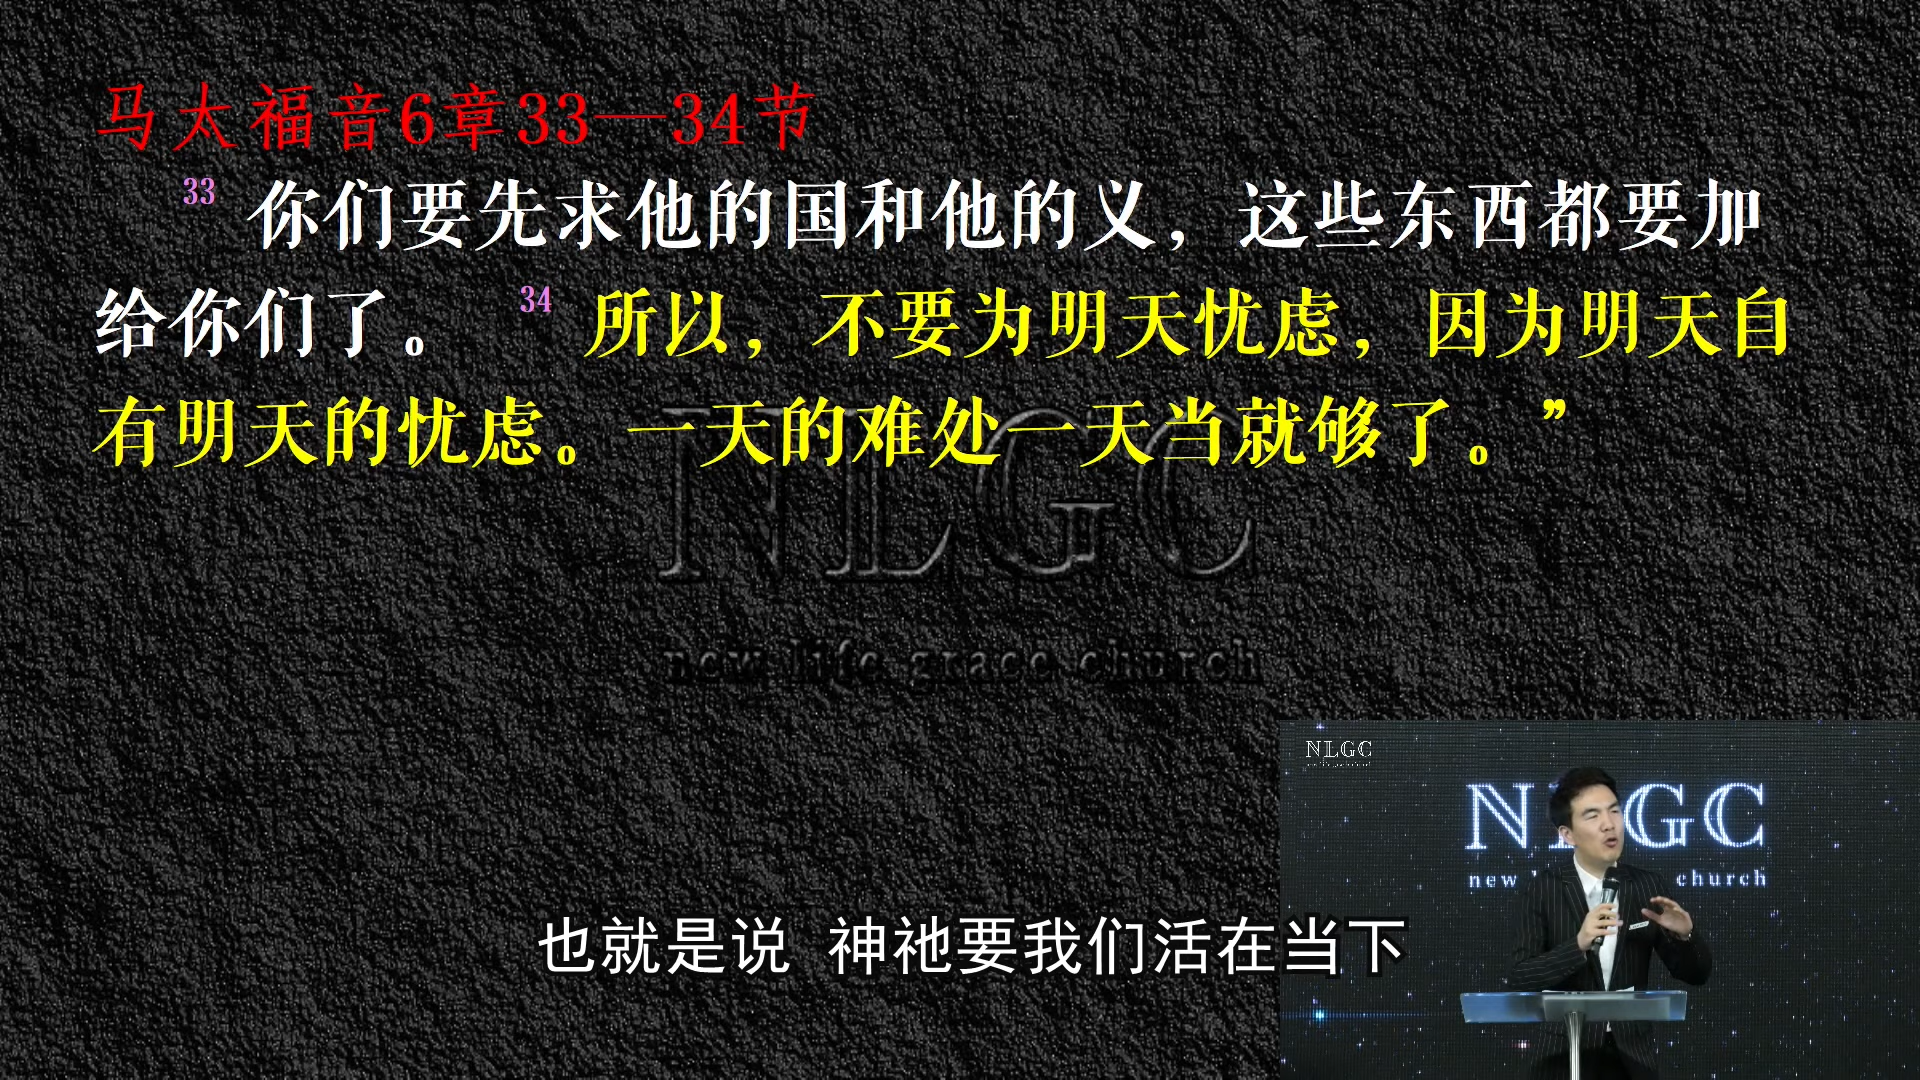 马太福音6章33—34节
33 你们要先求他的国和他的义，这些东西都要加
给你们了。 34 所以，不要为明天忧虑，因为明天自
有明天的忧虑。一天的难处一天当就够了。”
NLGC
new life grace church
NLGC
NLGC
new church
也就是说 神祂要我们活在当下